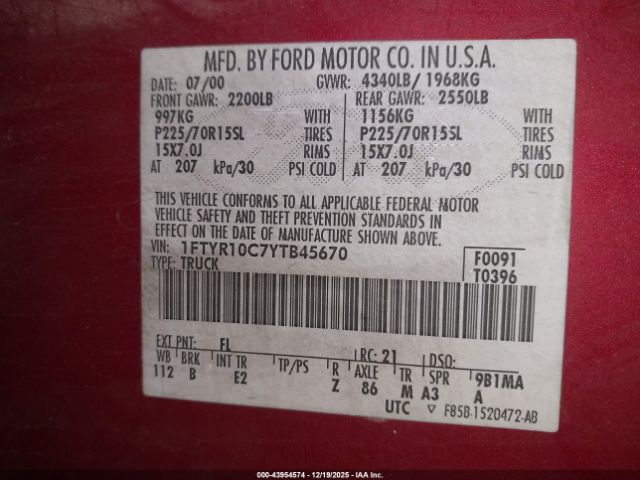 MFD. BY FORD MOTOR CO. IN U.S.A.
DATE: 07/00 GVWR: 4340LB/ 1968KG
FRONT GAWR: 2200LB REAR GAWR: 2550LB
997KG WITH 1156KG WITH
P225/70R15SL TIRES P225/70R15SL TIRES
15X7.0J RIMS 15X7.0J RIMS
AT 207 kPa/30 PSI COLD AT 207 kPa/30 PSI COLD
THIS VEHICLE CONFORMS TO ALL APPLICABLE FEDERAL MOTOR
VEHICLE SAFETY AND THEFT PREVENTION STANDARDS IN
EFFECT ON THE DATE OF MANUFACTURE SHOWN ABOVE.
VIN: 1FTYR10C7YTB45670 F0091
TYPE: TRUCK T0396
EXT PNT: FL RC: 21 DSO:
WB BRK INT TR TP/PS R AXLE TR SPR 9B1MA
112 B E2 Z 86 M A3 A
UTC ▽ F85B-1520472-AB
000-43954574 - 12/19/2025 - IAAI - Copart Inc.